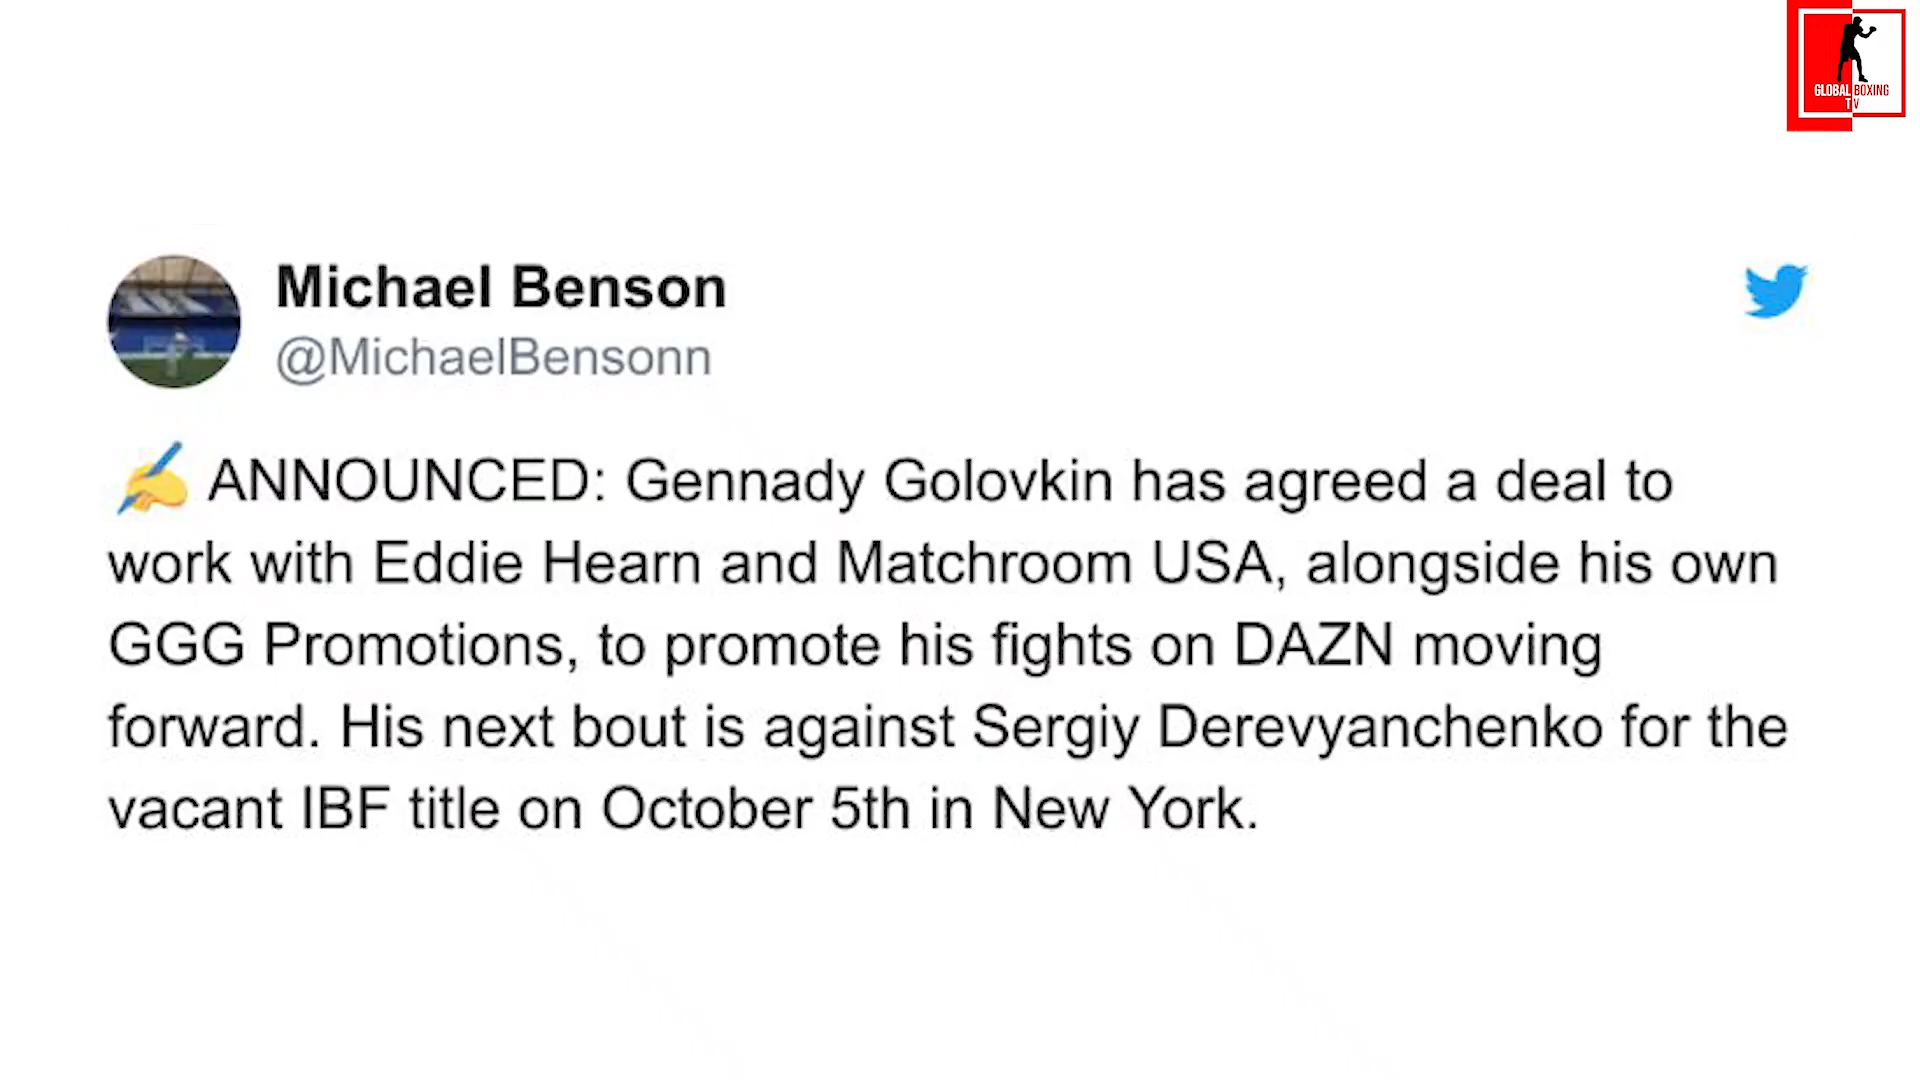 GLOBAL BOXING
TV
Michael Benson
@MichaelBensonn
✍ ANNOUNCED: Gennady Golovkin has agreed a deal to
work with Eddie Hearn and Matchroom USA, alongside his own
GGG Promotions, to promote his fights on DAZN moving
forward. His next bout is against Sergiy Derevyanchenko for the
vacant IBF title on October 5th in New York.